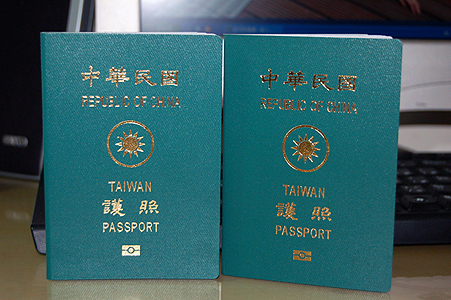 中華民國
REPUBLIC OF CHINA
TAIWAN
護照
PASSPORT
中華民國
REPUBLIC OF CHINA
TAIWAN
護照
PASSPORT